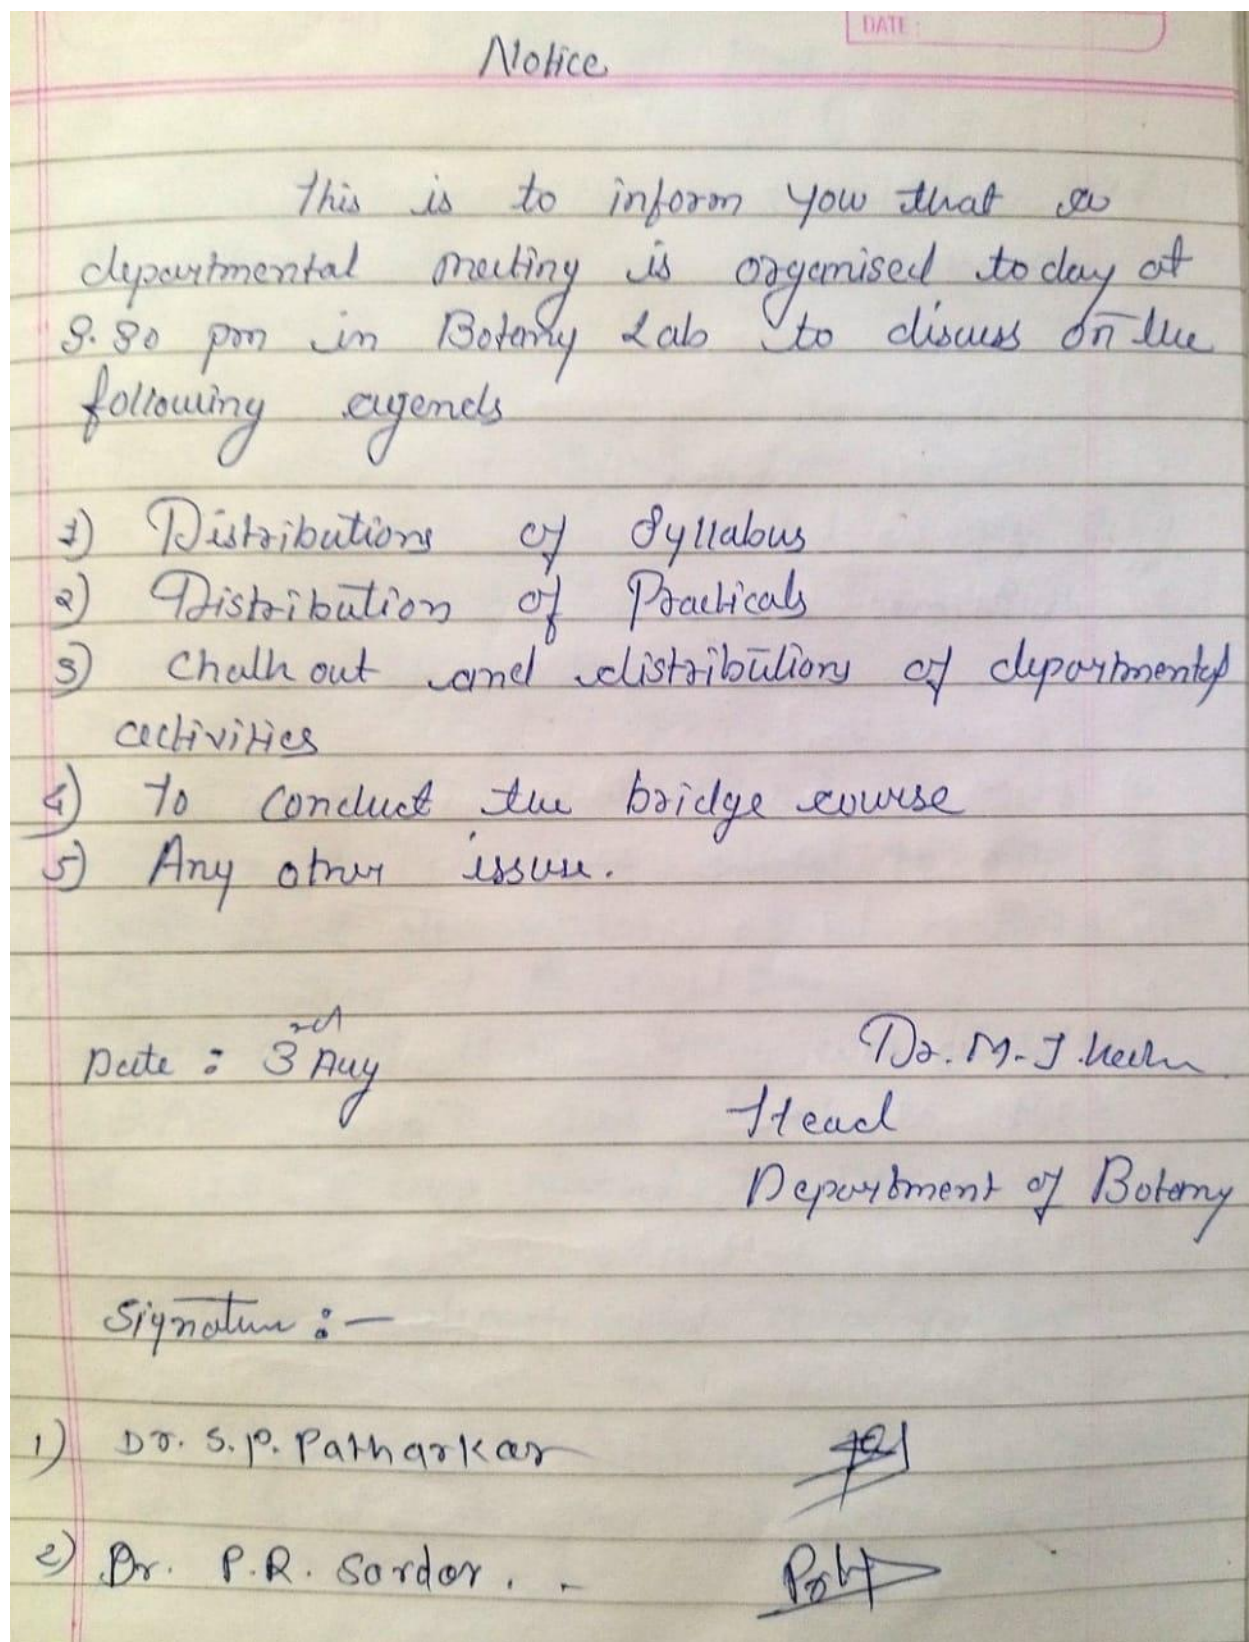 DATE:
Notice
This is to inform you that a
departmental meeting is organised today at
pm in Botany Lab to discuss on the
following agends
1) Distributions of Syllabus
2) Distribution of Practicals
3) Chalk out and distributions of departmental
activities
4) To conduct the bridge course
5) Any other issue.
Date : 3rd Aug
Dr. M. J.
Head
Department of Botany
Signature :-
1) Dr. S. P. Patharkar
2) Dr. P. R. Sardar.